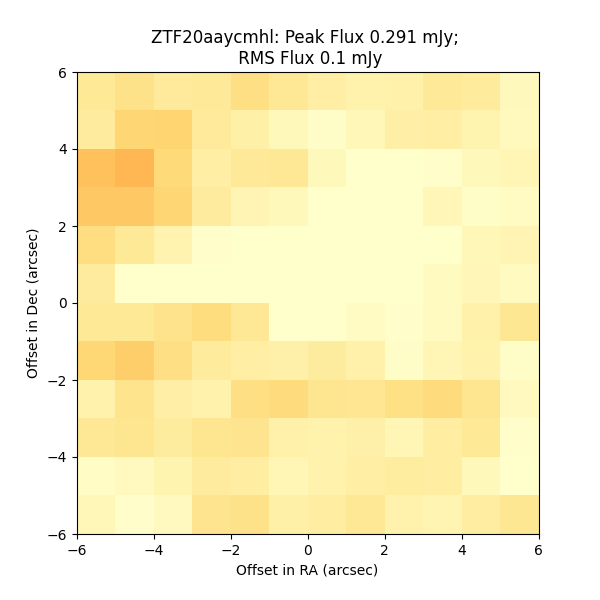 ZTF20aaycmhl: Peak Flux 0.291 mJy;
RMS Flux 0.1 mJy
6
4
2
0
−2
−4
−6
Offset in Dec (arcsec)
−6 −4 −2 0 2 4 6
Offset in RA (arcsec)